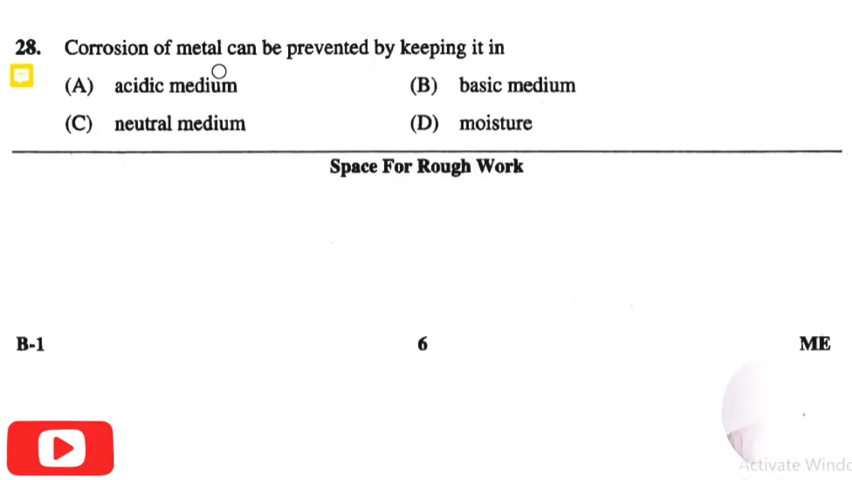 28. Corrosion of metal can be prevented by keeping it in
(A) acidic medium (B) basic medium
(C) neutral medium (D) moisture
Space For Rough Work
B-1 6 ME
Activate Windo